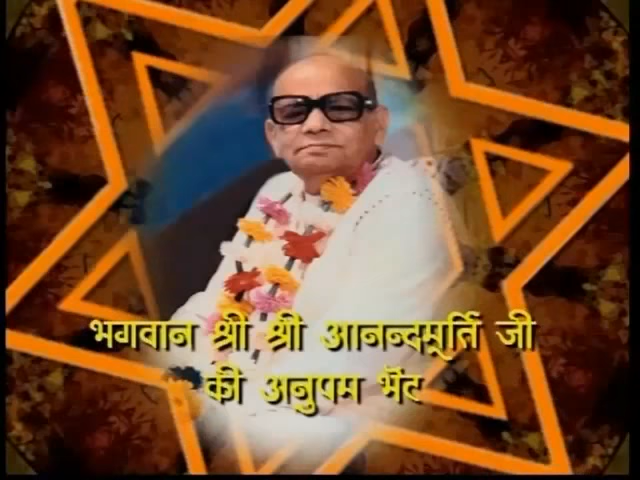 भगवान श्री श्री आनन्दमूर्ति जी
की अनुपम भेंट